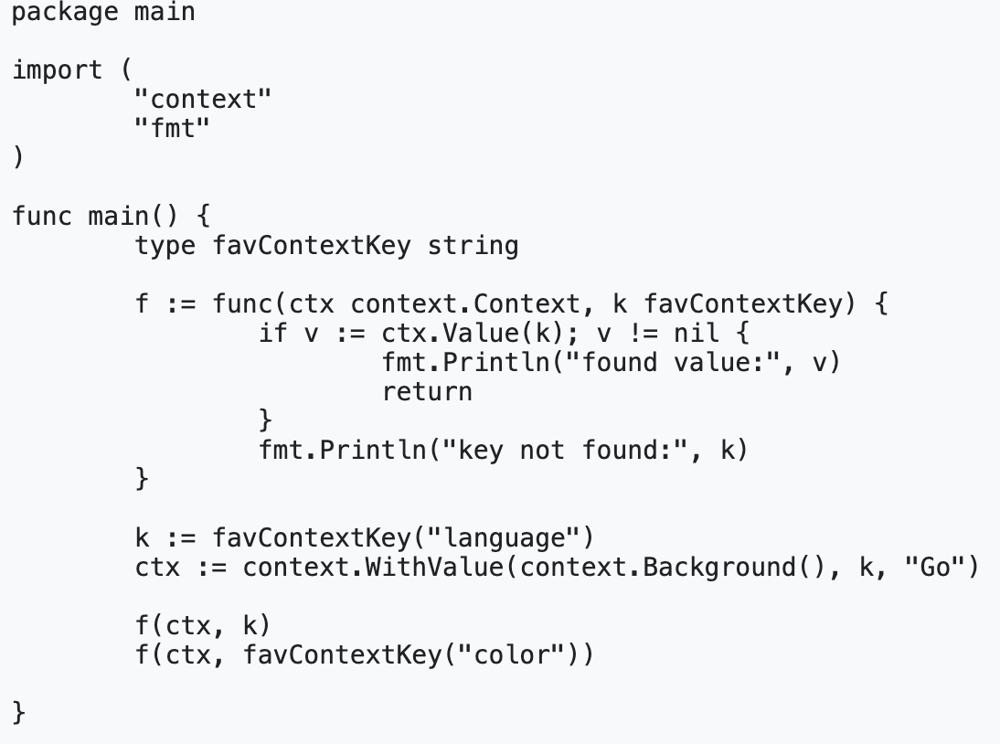 package main

import (
	"context"
	"fmt"
)

func main() {
	type favContextKey string

	f := func(ctx context.Context, k favContextKey) {
		if v := ctx.Value(k); v != nil {
			fmt.Println("found value:", v)
			return
		}
		fmt.Println("key not found:", k)
	}

	k := favContextKey("language")
	ctx := context.WithValue(context.Background(), k, "Go")

	f(ctx, k)
	f(ctx, favContextKey("color"))

}